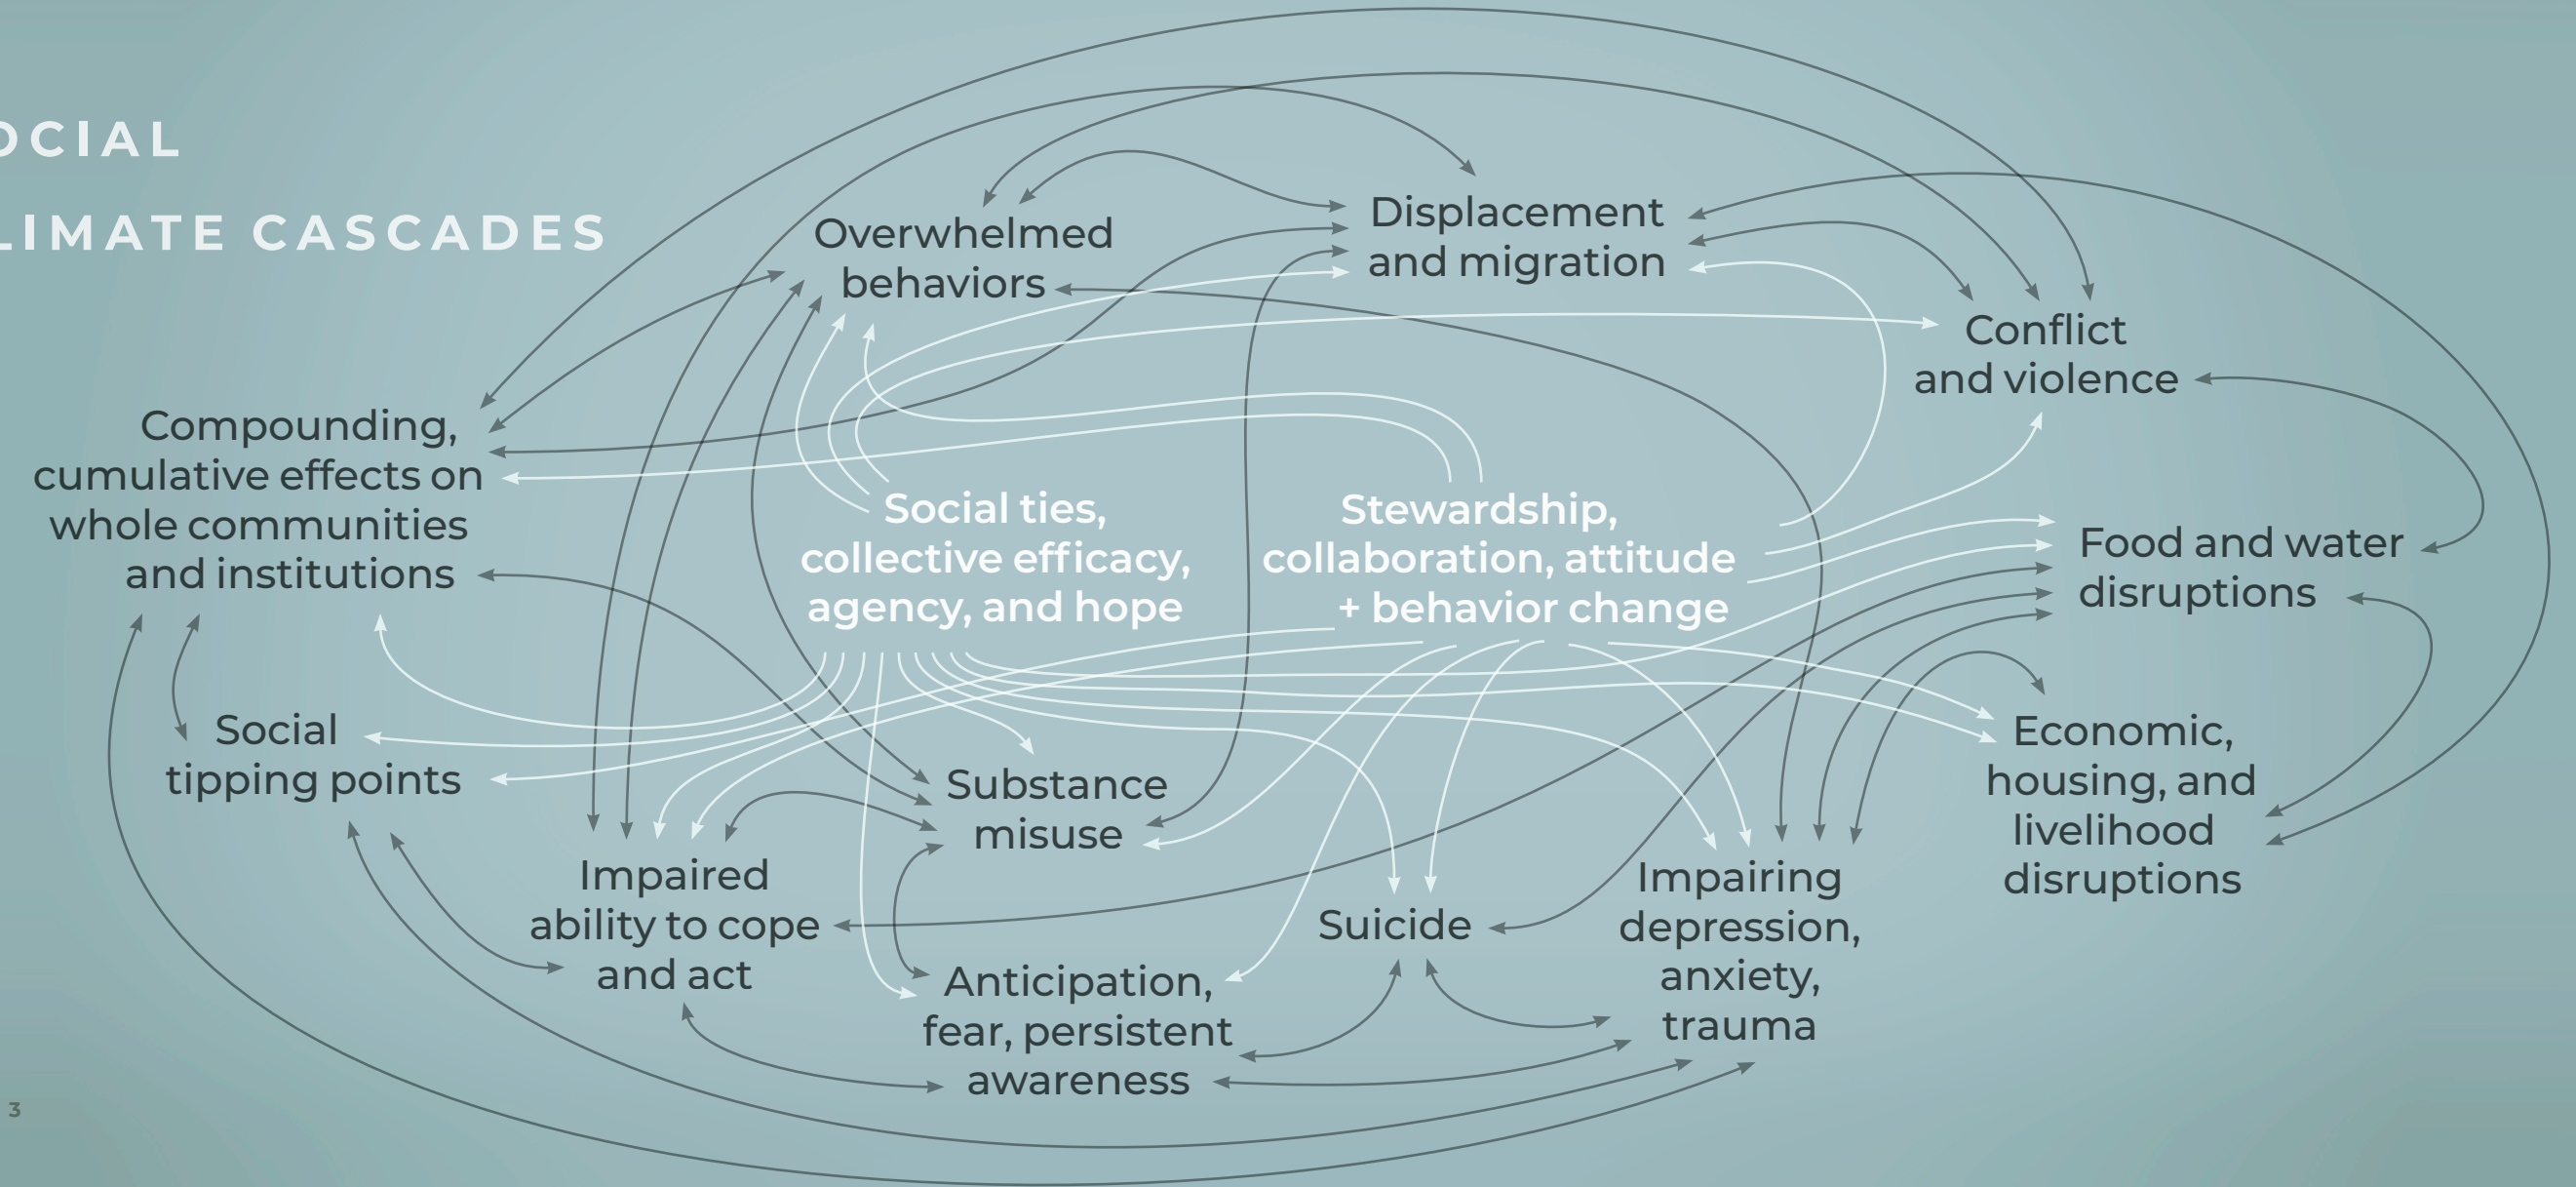 OCIAL
LIMATE CASCADES
Overwhelmed
behaviors
Displacement
and migration
Conflict
and violence
Compounding,
cumulative effects on
whole communities
and institutions
Social ties,
collective efficacy,
agency, and hope
Stewardship,
collaboration, attitude
+ behavior change
Food and water
disruptions
Social
tipping points
Substance
misuse
Economic,
housing, and
livelihood
disruptions
Impaired
ability to cope
and act
Suicide
Impairing
depression,
anxiety,
trauma
Anticipation,
fear, persistent
awareness
3